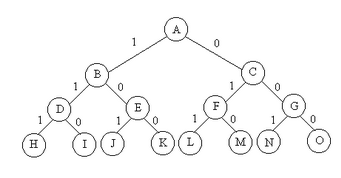 A
1 0
B C
1 0 1 0
D E F G
1 0 1 0 1 0 1 0
H I J K L M N O